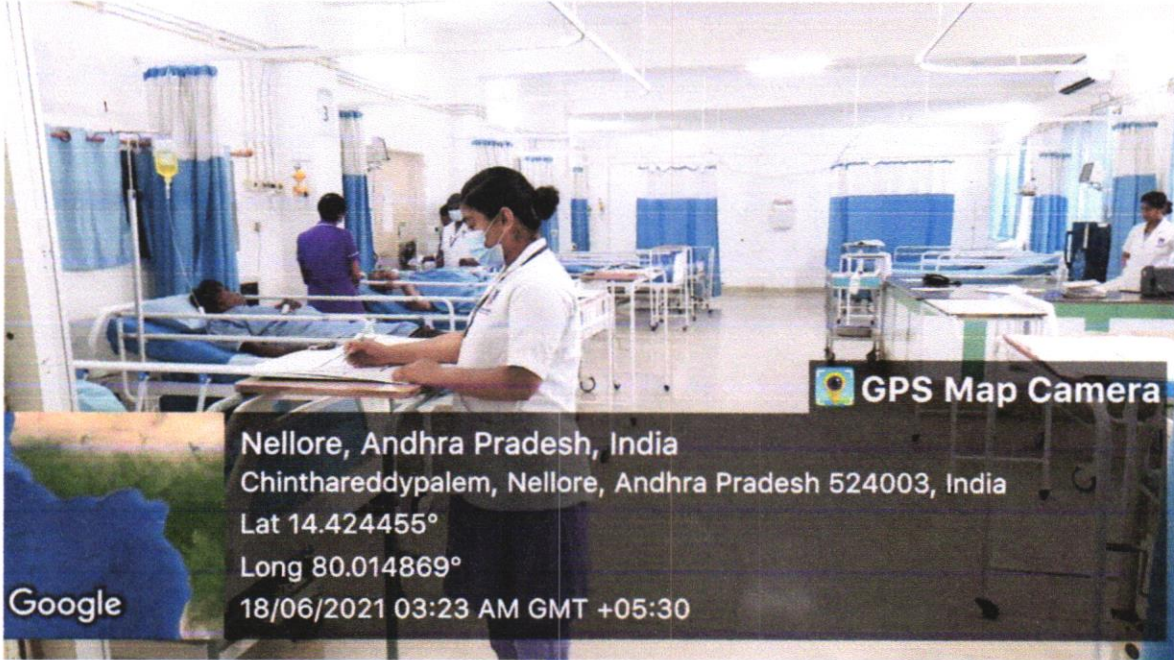 1
3
GPS Map Camera
Nellore, Andhra Pradesh, India
Chinthareddypalem, Nellore, Andhra Pradesh 524003, India
Lat 14.424455°
Long 80.014869°
18/06/2021 03:23 AM GMT +05:30
Google